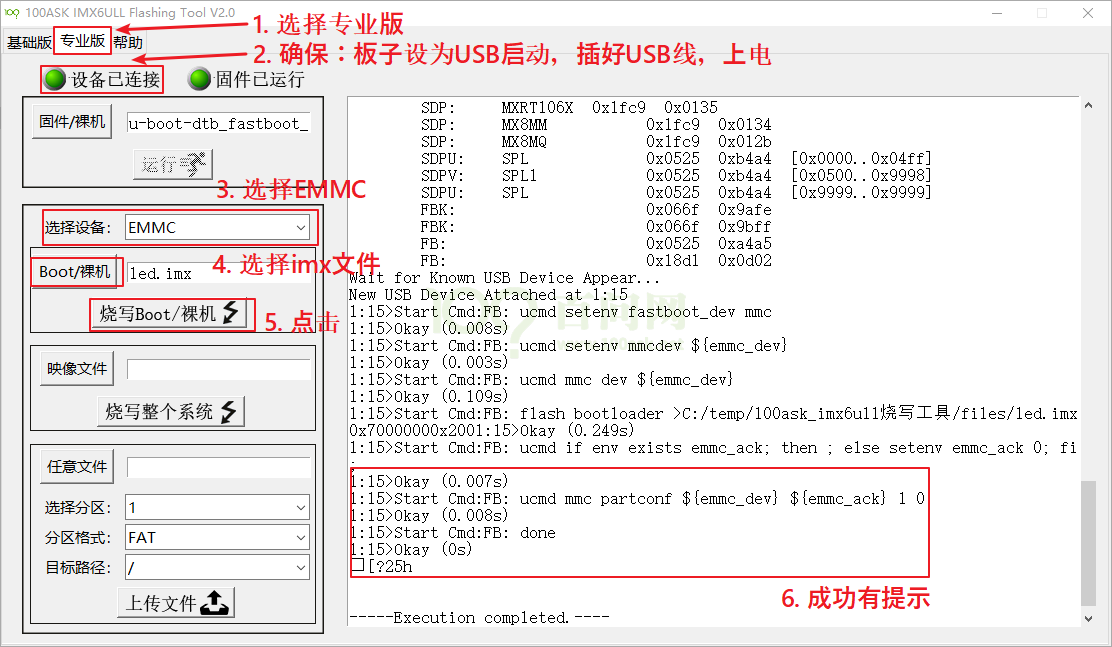 100ASK IMX6ULL Flashing Tool V2.0
基础版 专业版 帮助
1. 选择专业版
2. 确保：板子设为USB启动，插好USB线，上电
设备已连接 固件已运行
固件/裸机 u-boot-dtb_fastboot_
运行
3. 选择EMMC
选择设备: EMMC
Boot/裸机 led.imx
4. 选择imx文件
烧写Boot/裸机
5. 点击
映像文件
烧写整个系统
任意文件
选择分区: 1
分区格式: FAT
目标路径: /
上传文件
SDP: MXRT106X 0x1fc9 0x0135
SDP: MX8MM 0x1fc9 0x0134
SDP: MX8MQ 0x1fc9 0x012b
SDPU: SPL 0x0525 0xb4a4 [0x0000..0x04ff]
SDPV: SPL1 0x0525 0xb4a4 [0x0500..0x9998]
SDPU: SPL 0x0525 0xb4a4 [0x9999..0x9999]
FBK: 0x066f 0x9afe
FBK: 0x066f 0x9bff
FB: 0x0525 0xa4a5
FB: 0x18d1 0x0d02
Wait for Known USB Device Appear...
New USB Device Attached at 1:15
1:15>Start Cmd:FB: ucmd setenv fastboot_dev mmc
1:15>Okay (0.008s)
1:15>Start Cmd:FB: ucmd setenv mmcdev ${emmc_dev}
1:15>Okay (0.003s)
1:15>Start Cmd:FB: ucmd mmc dev ${emmc_dev}
1:15>Okay (0.109s)
1:15>Start Cmd:FB: flash bootloader >C:/temp/100ask_imx6ull烧写工具/files/led.imx
0x70000000x2001:15>Okay (0.249s)
1:15>Start Cmd:FB: ucmd if env exists emmc_ack; then ; else setenv emmc_ack 0; fi
;
1:15>Okay (0.007s)
1:15>Start Cmd:FB: ucmd mmc partconf ${emmc_dev} ${emmc_ack} 1 0
1:15>Okay (0.008s)
1:15>Start Cmd:FB: done
1:15>Okay (0s)
□[?25h
6. 成功有提示
-----Execution completed.----